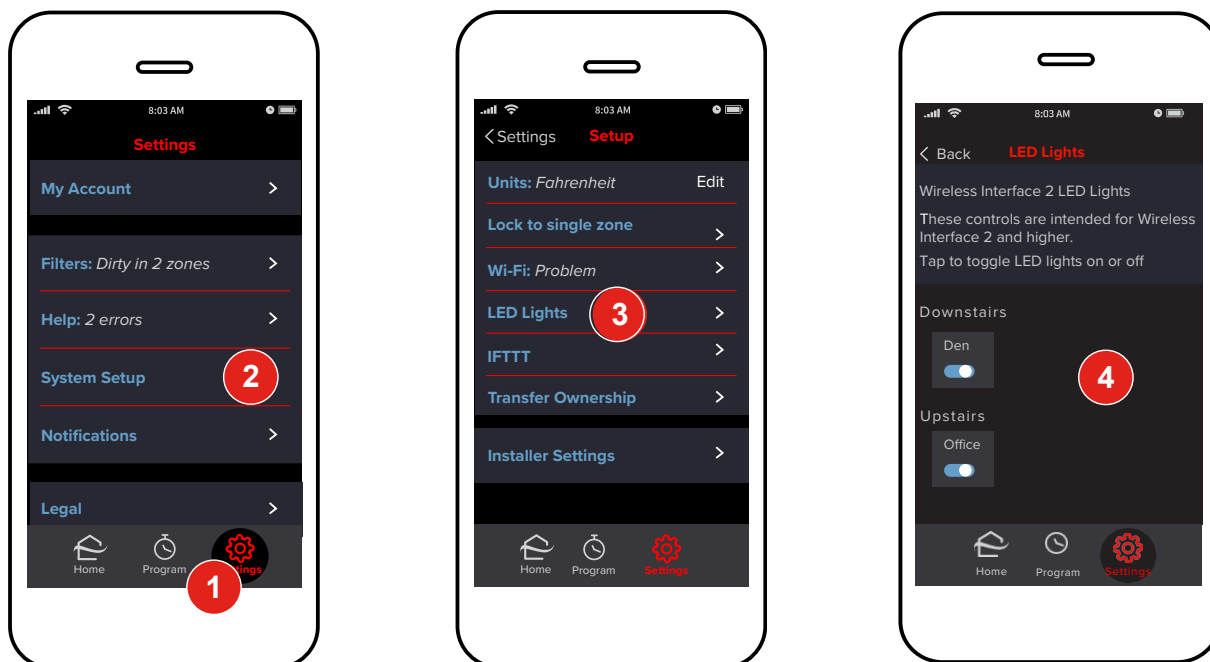 8:03 AM
Settings
My Account
Filters: Dirty in 2 zones
Help: 2 errors
System Setup
2
Notifications
Legal
Home
Program
1
8:03 AM
Settings
Setup
Units: Fahrenheit
Edit
Lock to single zone
Wi-Fi: Problem
LED Lights
3
IFTTT
Transfer Ownership
Installer Settings
Home
Program
Settings
8:03 AM
Back
LED Lights
Wireless Interface 2 LED Lights
These controls are intended for Wireless
Interface 2 and higher.
Tap to toggle LED lights on or off
Downstairs
Den
4
Upstairs
Office
Home
Program
Settings